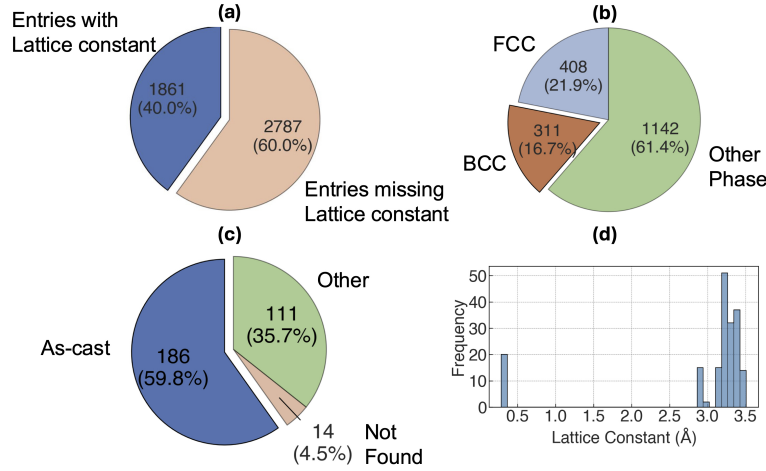 (a)
Entries with
Lattice constant
1861
(40.0%)
2787
(60.0%)
Entries missing
Lattice constant
(b)
FCC
408
(21.9%)
311
(16.7%)
BCC
1142
(61.4%)
Other
Phase
(c)
As-cast
186
(59.8%)
Other
111
(35.7%)
14
(4.5%)
Not
Found
(d)
Frequency
50
40
30
20
10
0
0.5 1.0 1.5 2.0 2.5 3.0 3.5
Lattice Constant (Å)